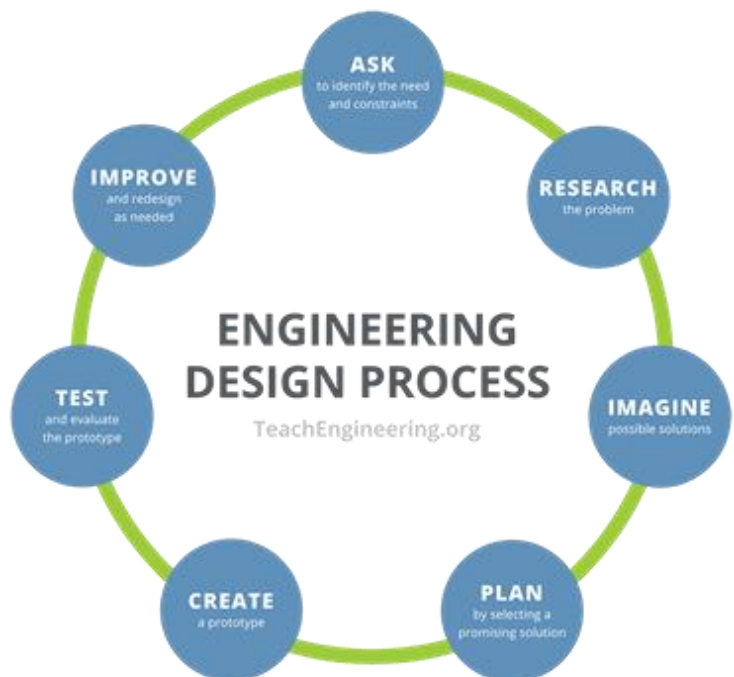 ASK
to identify the need
and constraints
RESEARCH
the problem
IMAGINE
possible solutions
PLAN
by selecting a
promising solution
CREATE
a prototype
TEST
and evaluate
the prototype
IMPROVE
and redesign
as needed
ENGINEERING
DESIGN PROCESS
TeachEngineering.org